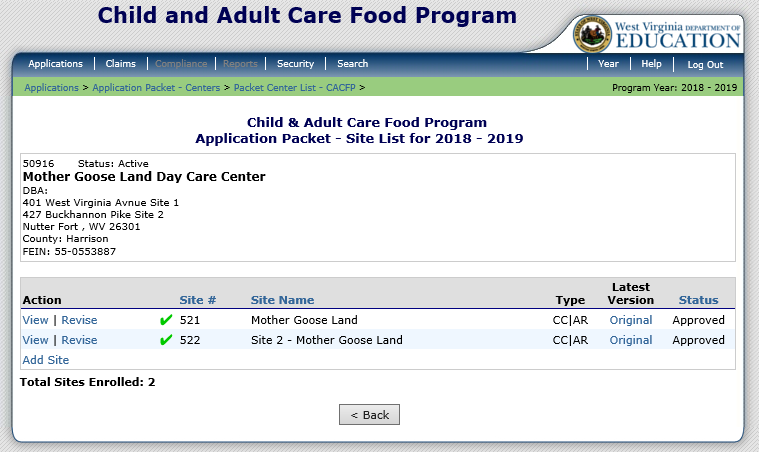 Child and Adult Care Food Program
West Virginia DEPARTMENT OF
EDUCATION
Applications | Claims | Compliance | Reports | Security | Search | Year | Help | Log Out
Applications > Application Packet - Centers > Packet Center List - CACFP > Program Year: 2018 - 2019
Child & Adult Care Food Program
Application Packet - Site List for 2018 - 2019
50916 Status: Active
Mother Goose Land Day Care Center
DBA:
401 West Virginia Avnue Site 1
427 Buckhannon Pike Site 2
Nutter Fort , WV 26301
County: Harrison
FEIN: 55-0553887
Action Site # Site Name Type Latest Version Status
View | Revise ✔ 521 Mother Goose Land CC|AR Original Approved
View | Revise ✔ 522 Site 2 - Mother Goose Land CC|AR Original Approved
Add Site
Total Sites Enrolled: 2
< Back